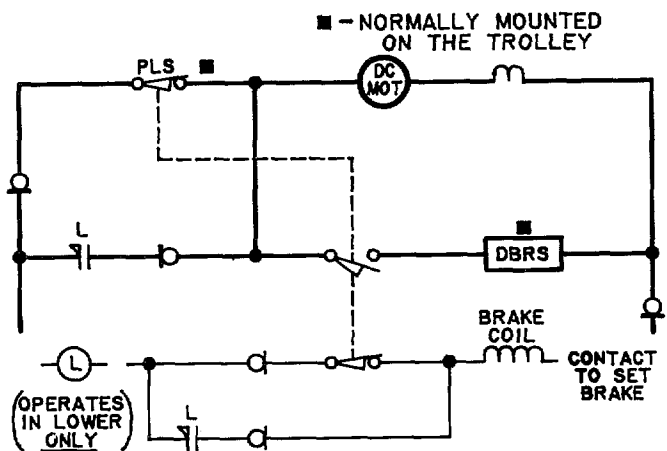 ■ – NORMALLY MOUNTED
ON THE TROLLEY
PLS ■
DC
MOT
L
■
DBRS
BRAKE
COIL
L
(OPERATES
IN LOWER
ONLY)
CONTACT
TO SET
BRAKE
L